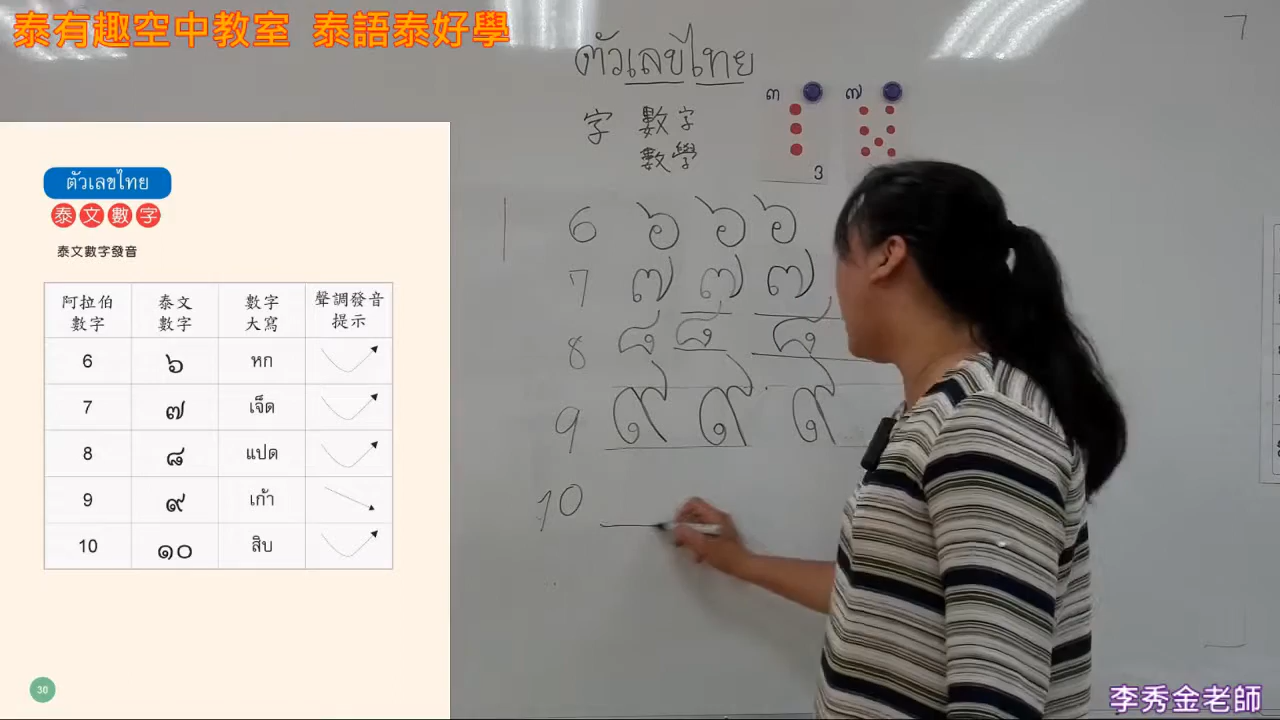 泰有趣空中教室 泰語泰好學
ตัวเลขไทย
泰文數字
泰文數字發音
阿拉伯數字 泰文數字 數字大寫 聲調發音提示
6 ๖ หก
7 ๗ เจ็ด
8 ๘ แปด
9 ๙ เก้า
10 ๑๐ สิบ
30
ตัวเลขไทย
字 數字
數學
๓ 3
๗
6 ๖ ๖ ๖
7 ๗ ๗ ๗
8 ๘ ๘ ๘
9 ๙ ๙ ๙
10
李秀金老師